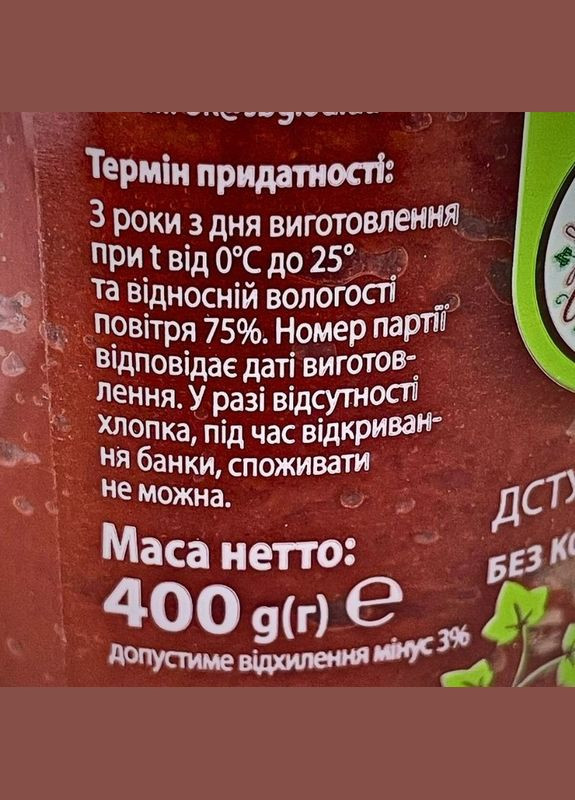 Термін придатності:
3 роки з дня виготовлення
при t від 0°C до 25°
та відносній вологості
повітря 75%. Номер партії
відповідає даті виготов-
лення. У разі відсутності
хлопка, під час відкриван-
ня банки, споживати
не можна.
Маса нетто:
400 g(г) e
допустиме відхилення мінус 3%
ДСТУ
БЕЗ